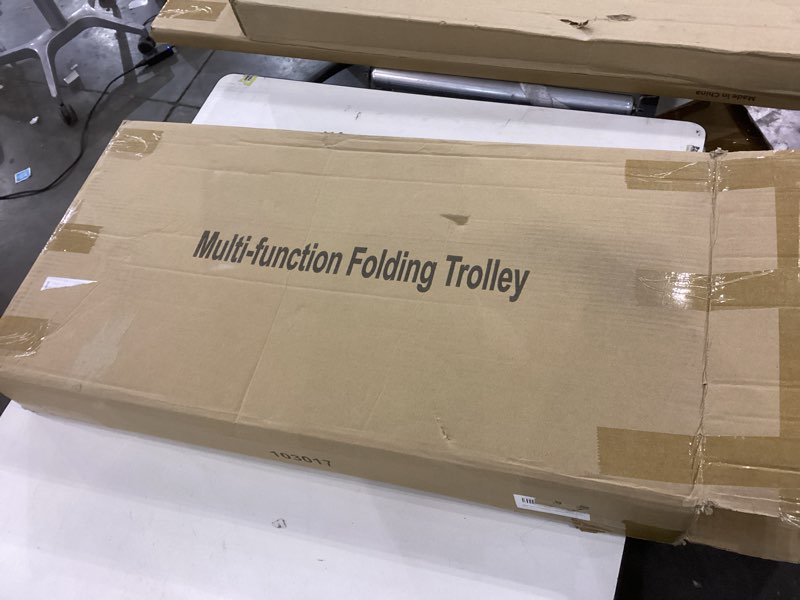 Made in China
Multi-function Folding Trolley
103017